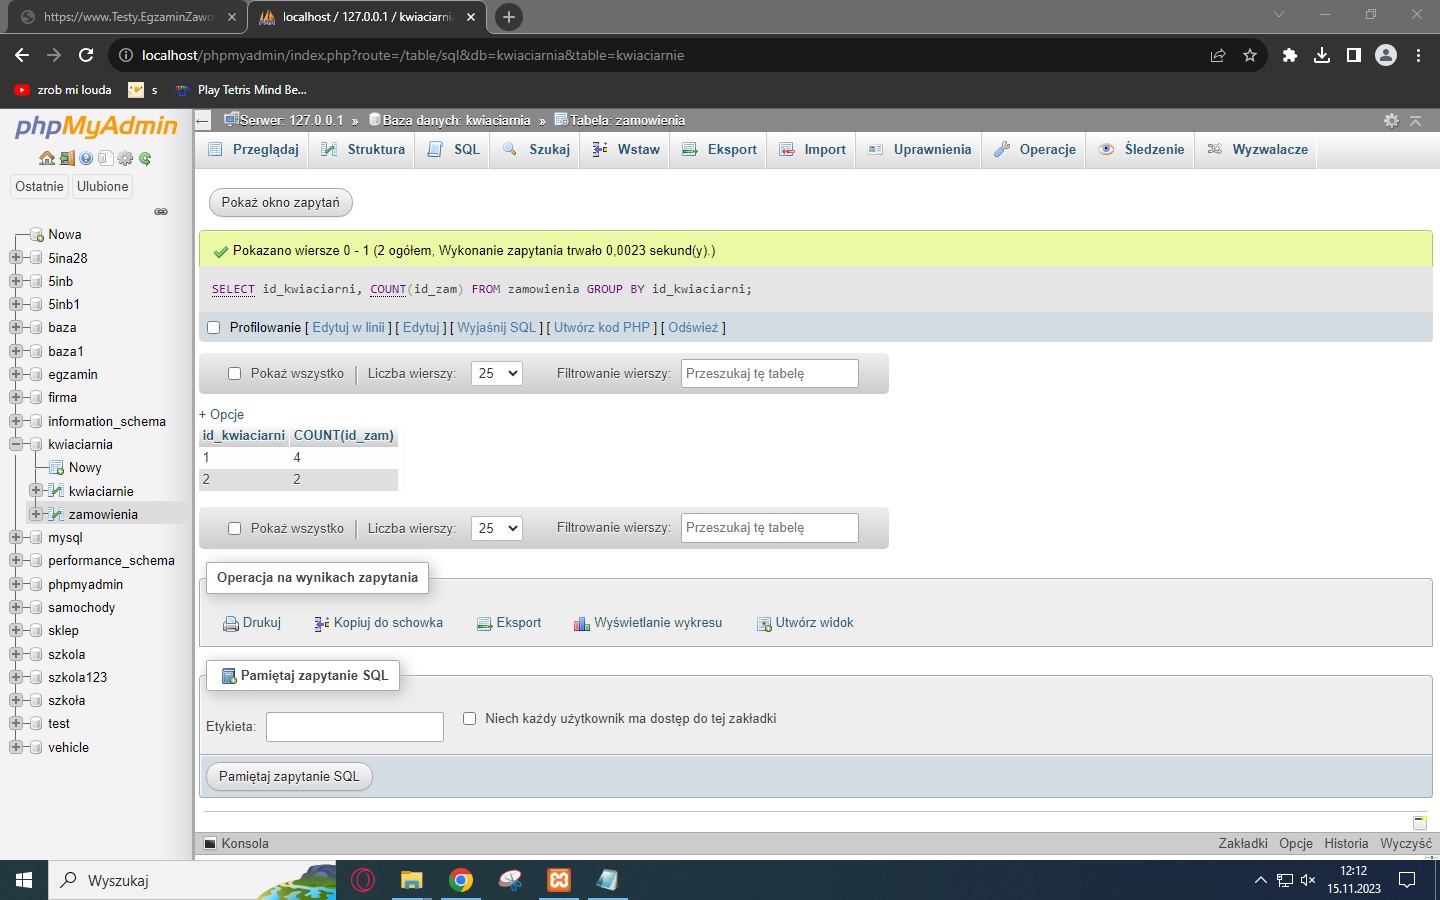 https://www.Testy.EgzaminZawo
localhost / 127.0.0.1 / kwiaciarni
localhost/phpmyadmin/index.php?route=/table/sql&db=kwiaciarnia&table=kwiaciarnie
zrob mi louda
s
Play Tetris Mind Be...
phpMyAdmin
Serwer: 127.0.0.1 » Baza danych: kwiaciarnia » Tabela: zamowienia
Przeglądaj
Struktura
SQL
Szukaj
Wstaw
Eksport
Import
Uprawnienia
Operacje
Śledzenie
Wyzwalacze
Ostatnie
Ulubione
Nowa
5ina28
5inb
5inb1
baza
baza1
egzamin
firma
information_schema
kwiaciarnia
Nowy
kwiaciarnie
zamowienia
mysql
performance_schema
phpmyadmin
samochody
sklep
szkola
szkola123
szkoła
test
vehicle
Pokaż okno zapytań
Pokazano wiersze 0 - 1 (2 ogółem, Wykonanie zapytania trwało 0,0023 sekund(y).)
SELECT id_kwiaciarni, COUNT(id_zam) FROM zamowienia GROUP BY id_kwiaciarni;
Profilowanie [ Edytuj w linii ] [ Edytuj ] [ Wyjaśnij SQL ] [ Utwórz kod PHP ] [ Odśwież ]
Pokaż wszystko | Liczba wierszy: 25 Filtrowanie wierszy: Przeszukaj tę tabelę
+ Opcje
id_kwiaciarni COUNT(id_zam)
1 4
2 2
Pokaż wszystko | Liczba wierszy: 25 Filtrowanie wierszy: Przeszukaj tę tabelę
Operacja na wynikach zapytania
Drukuj
Kopiuj do schowka
Eksport
Wyświetlanie wykresu
Utwórz widok
Pamiętaj zapytanie SQL
Etykieta:
Niech każdy użytkownik ma dostęp do tej zakładki
Pamiętaj zapytanie SQL
Konsola
Zakładki Opcje Historia Wyczyść
Wyszukaj
12:12
15.11.2023